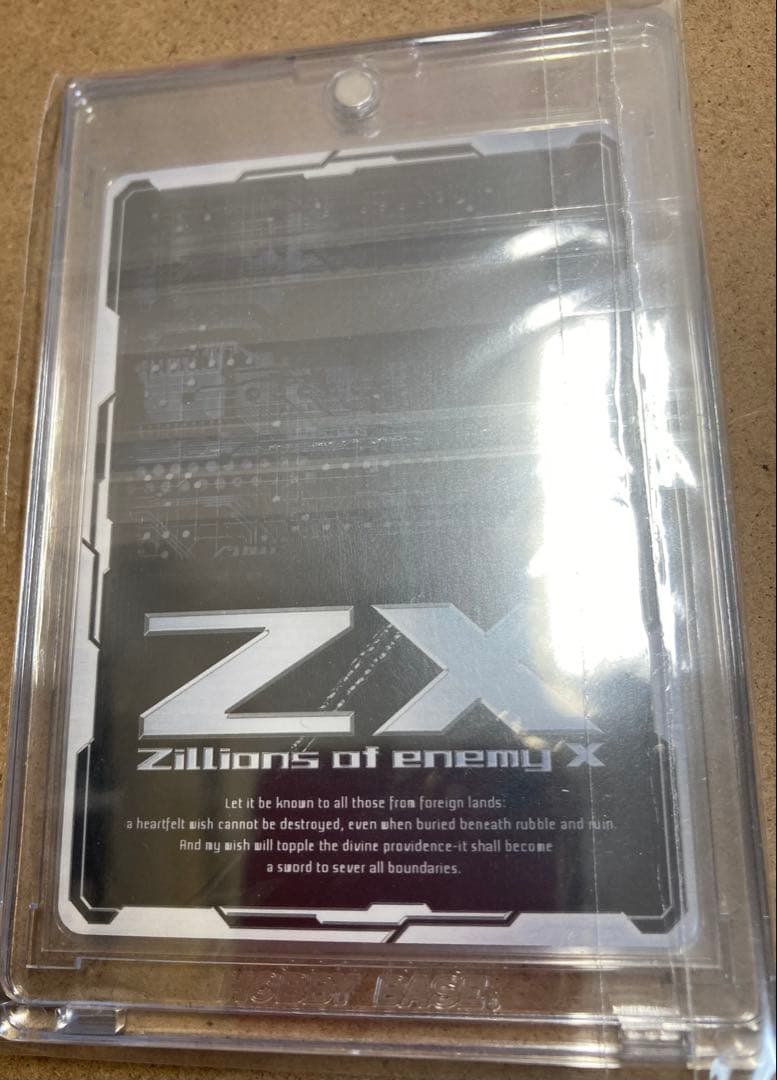 Z/X
Zillions of enemy X
Let it be known to all those from foreign lands:
a heartfelt wish cannot be destroyed, even when buried beneath rubble and ruin.
And my wish will topple the divine providence-it shall become
a sword to sever all boundaries.
HOBBY BASE